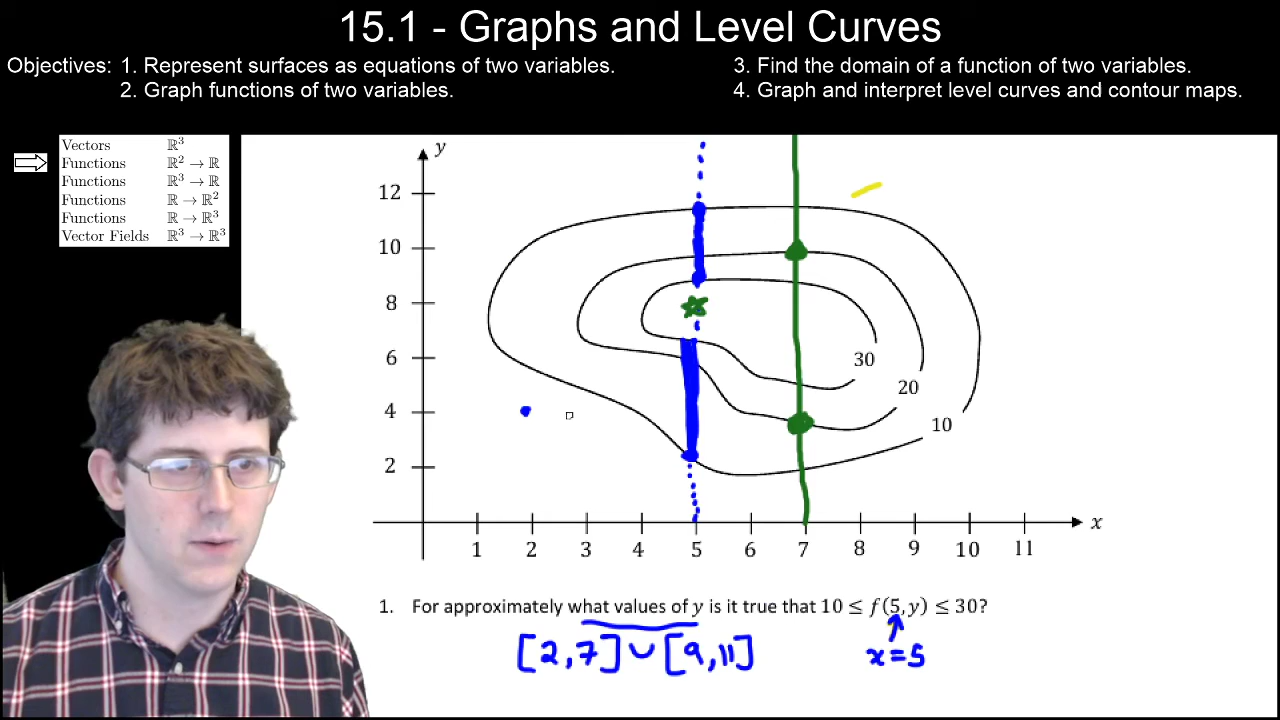 15.1 - Graphs and Level Curves
Objectives: 1. Represent surfaces as equations of two variables.
2. Graph functions of two variables.
3. Find the domain of a function of two variables.
4. Graph and interpret level curves and contour maps.
Vectors ℝ³
Functions ℝ² → ℝ
Functions ℝ³ → ℝ
Functions ℝ → ℝ²
Functions ℝ → ℝ³
Vector Fields ℝ³ → ℝ³
y
12
10
8
6
4
2
30
20
10
x
1 2 3 4 5 6 7 8 9 10 11
1. For approximately what values of y is it true that 10 ≤ f(5, y) ≤ 30?
[2,7] ∪ [9,11]
x=5